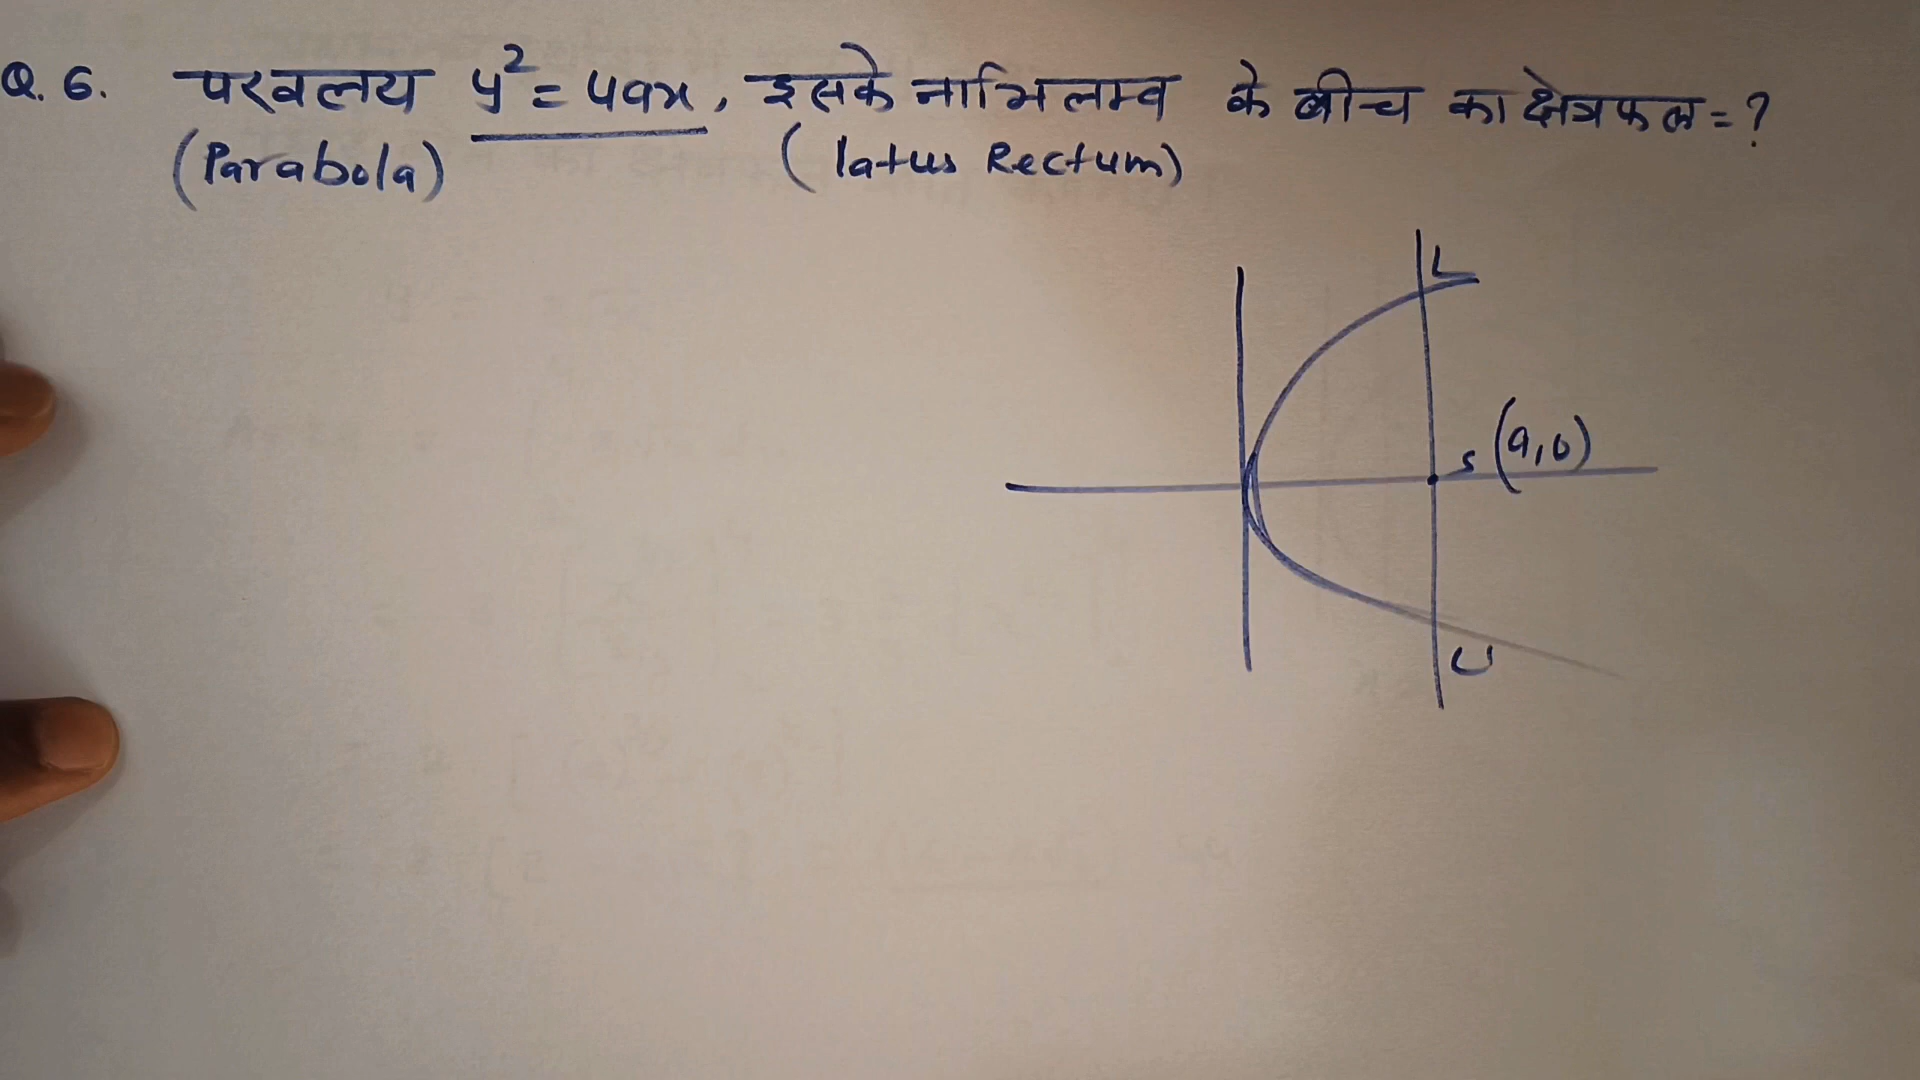 Q. 6. परवलय y² = 4ax, इसके नाभिलम्ब के बीच का क्षेत्रफल = ?
(Parabola) (latus Rectum)
L
S (a,0)
L'